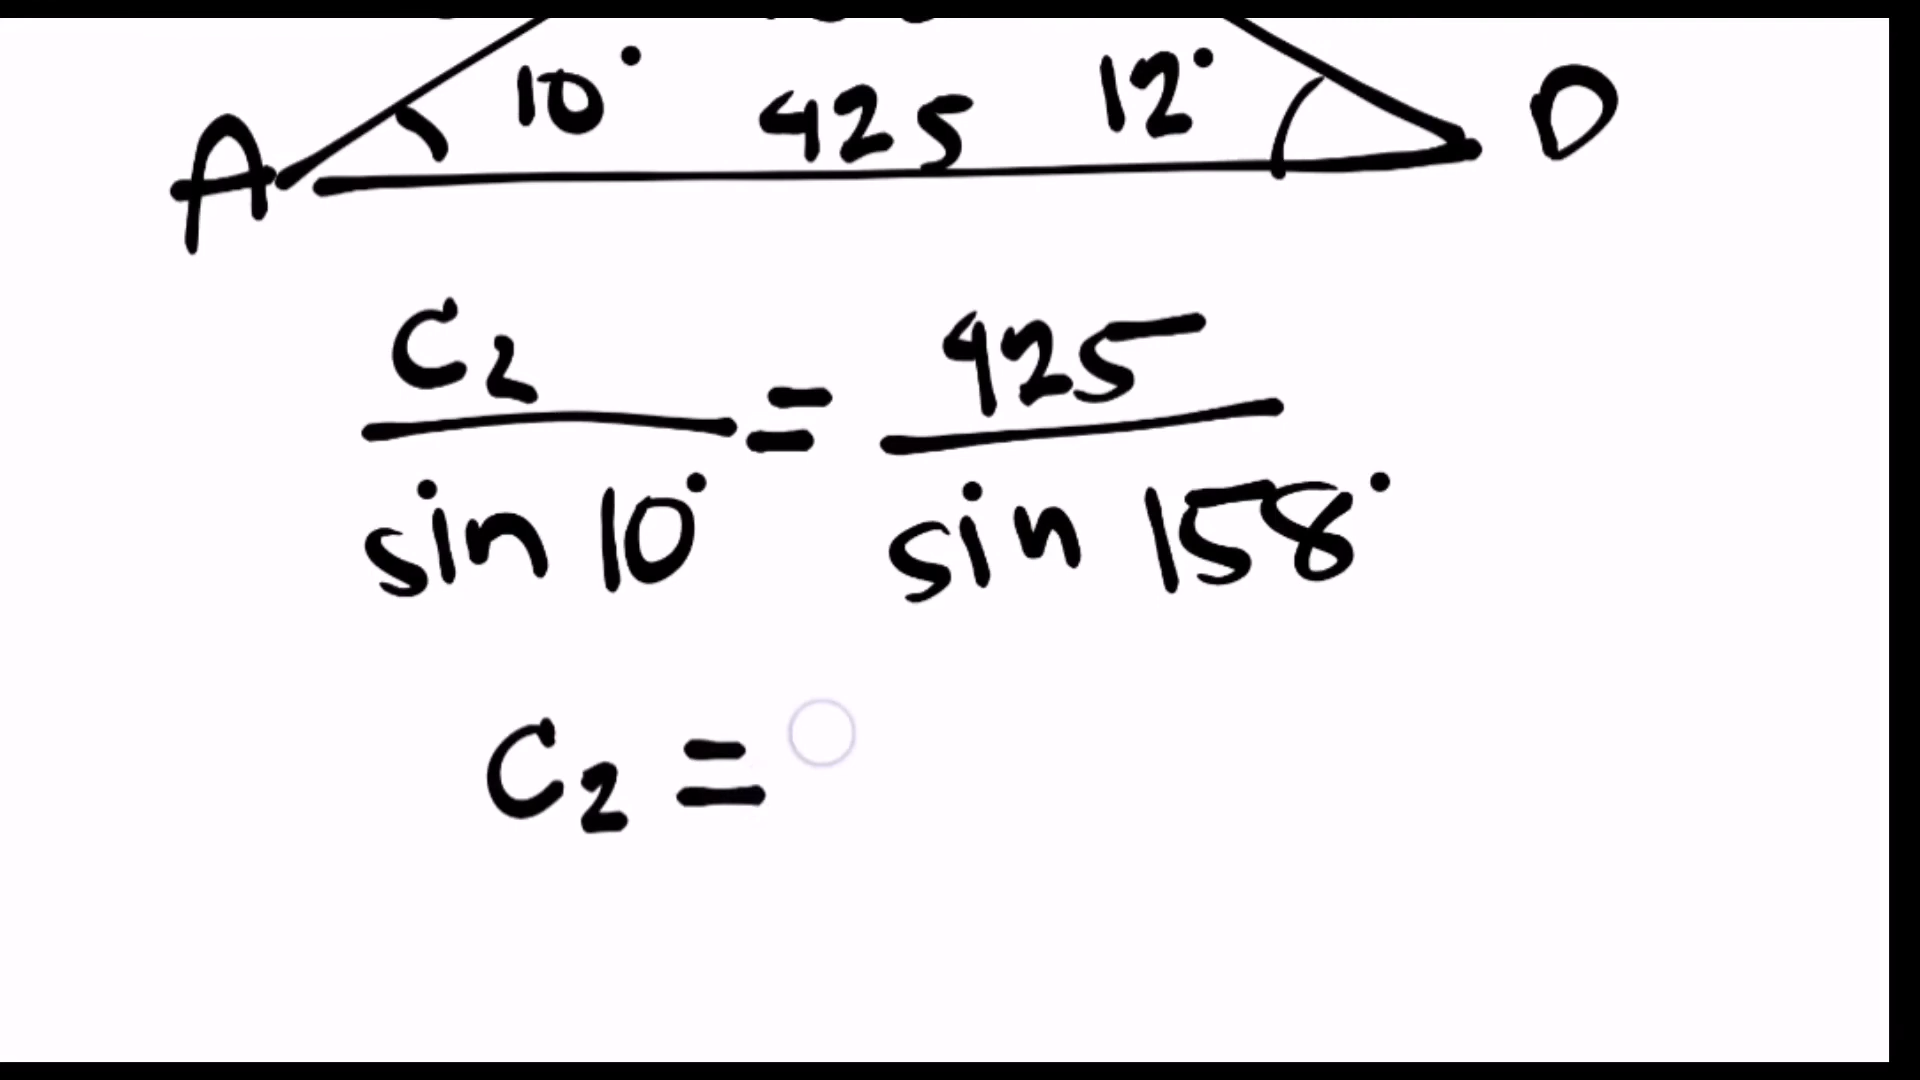 10° 425 12°
A D
C₂ / sin 10° = 425 / sin 158°
C₂ =